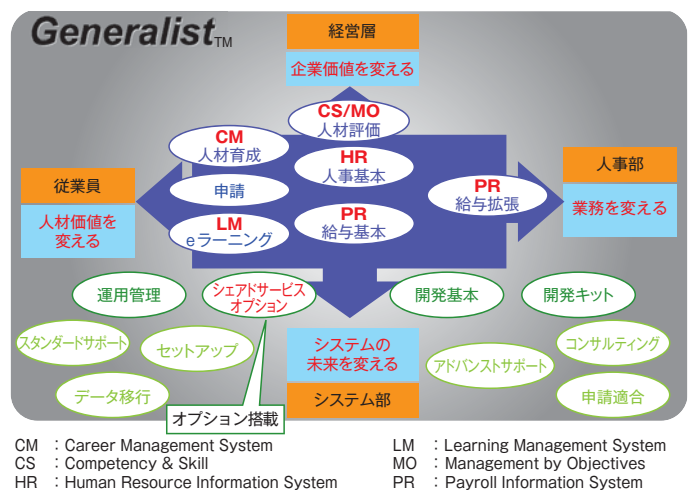 Generalist TM
経営層
企業価値を変える
CS/MO
人材評価
CM
人材育成
HR
人事基本
従業員
人材価値を
変える
申請
PR
給与拡張
人事部
業務を変える
LM
eラーニング
PR
給与基本
運用管理
シェアドサービス
オプション
開発基本
開発キット
スタンダードサポート
セットアップ
システムの
未来を変える
アドバンストサポート
コンサルティング
データ移行
オプション搭載
システム部
申請適合
CM : Career Management System
CS : Competency & Skill
HR : Human Resource Information System
LM : Learning Management System
MO : Management by Objectives
PR : Payroll Information System